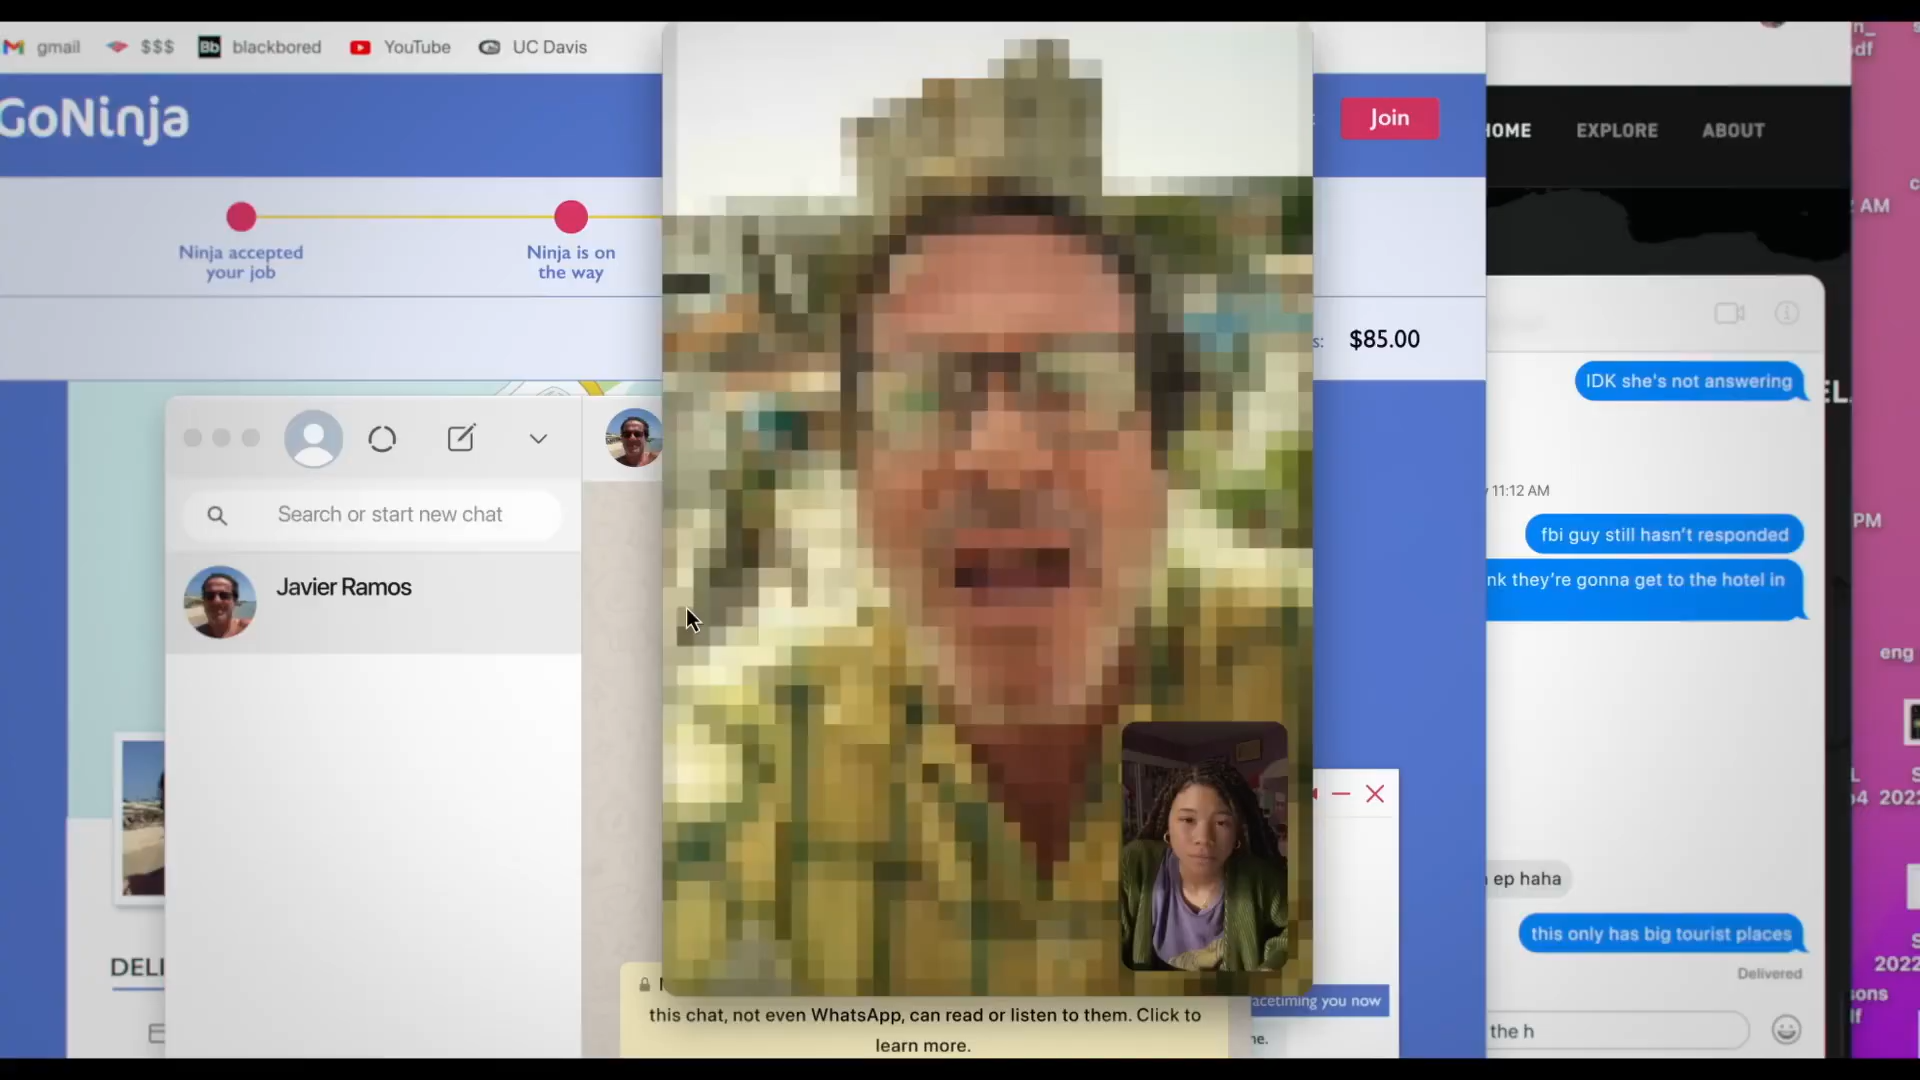 gmail
$$$
Bb
blackbored
YouTube
UC Davis
GoNinja
Join
HOME
EXPLORE
ABOUT
Ninja accepted
your job
Ninja is on
the way
$85.00
Search or start new chat
Javier Ramos
this chat, not even WhatsApp, can read or listen to them. Click to
learn more.
acetiming you now
IDK she's not answering
11:12 AM
fbi guy still hasn't responded
nk they're gonna get to the hotel in
ep haha
this only has big tourist places
Delivered
the h
AM
PM
eng
2022
2022
sons